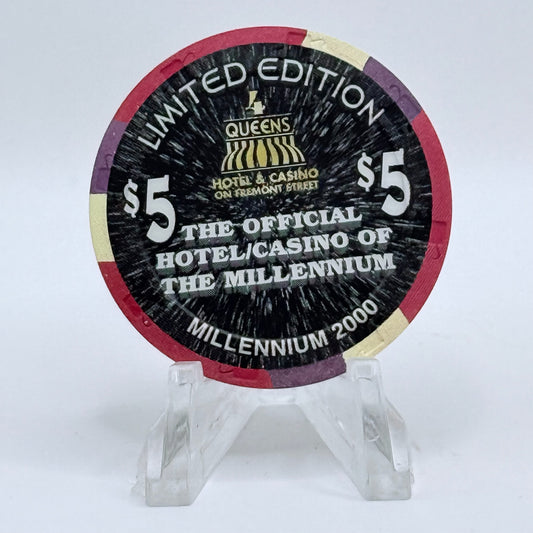 LIMITED EDITION
4
QUEENS
HOTEL & CASINO
ON FREMONT STREET
$5
$5
THE OFFICIAL
HOTEL/CASINO OF
THE MILLENNIUM
MILLENNIUM 2000